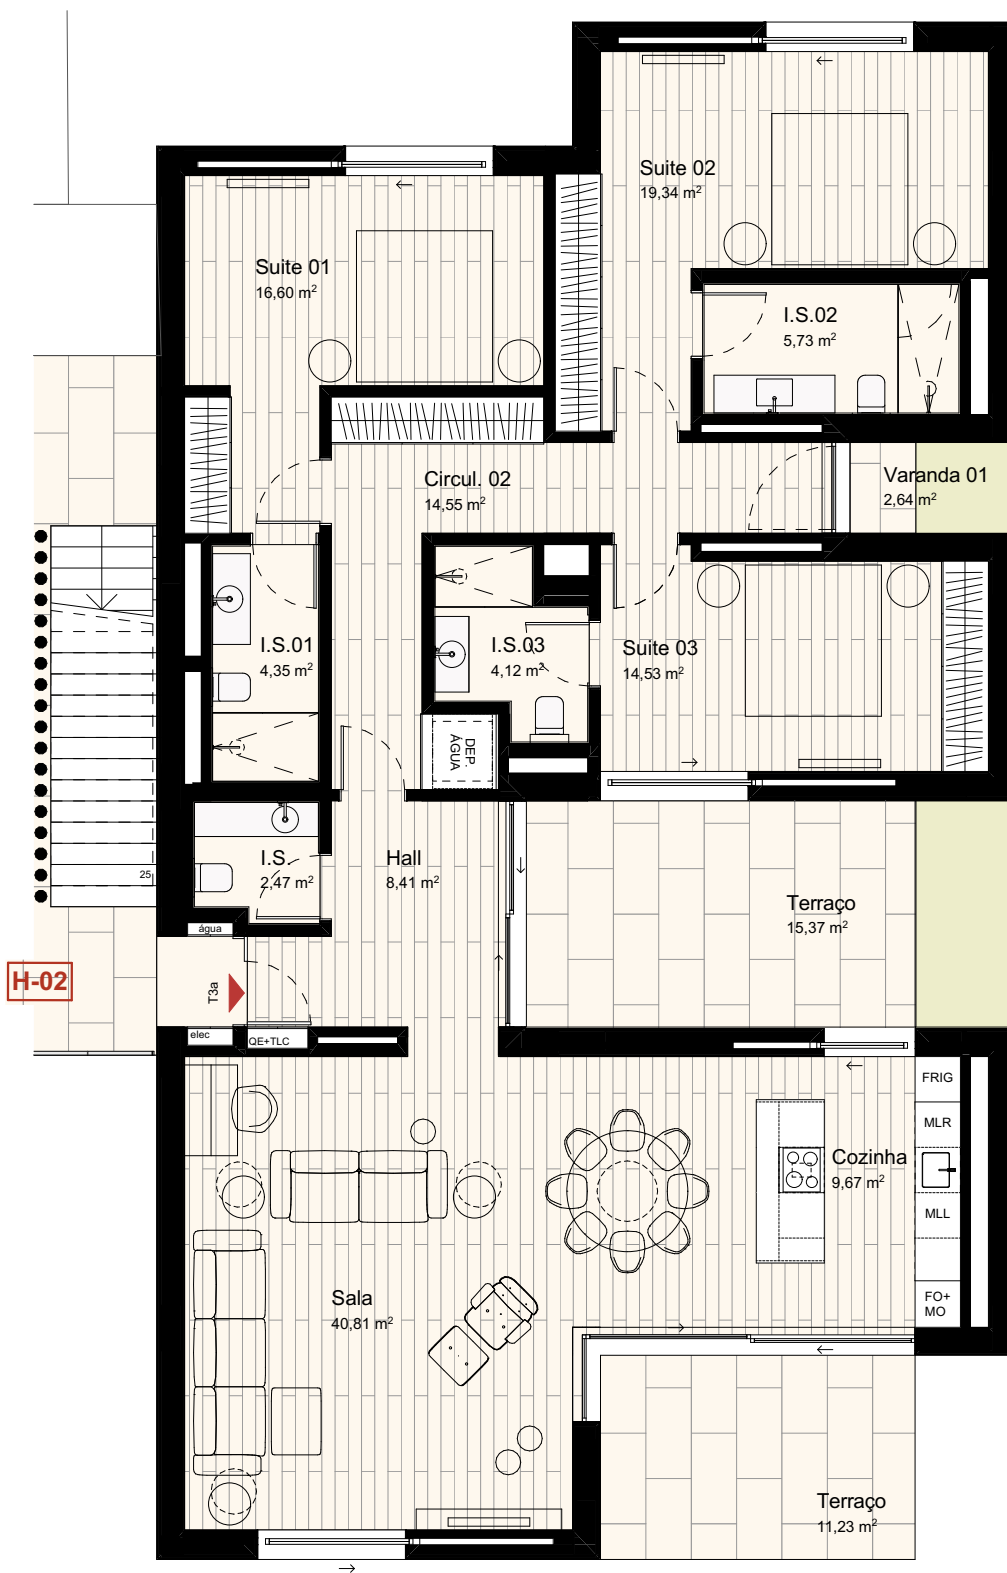 Suite 02
19,34 m²
Suite 01
16,60 m²
I.S.02
5,73 m²
Circul. 02
14,55 m²
Varanda 01
2,64 m²
I.S.01
4,35 m²
I.S.03
4,12 m²
Suite 03
14,53 m²
DEP.
ÁGUA
I.S.
2,47 m²
Hall
8,41 m²
25
Terraço
15,37 m²
água
H-02
T3a
elec
QE+TLC
FRIG
MLR
Cozinha
9,67 m²
MLL
FO+
MO
Sala
40,81 m²
Terraço
11,23 m²